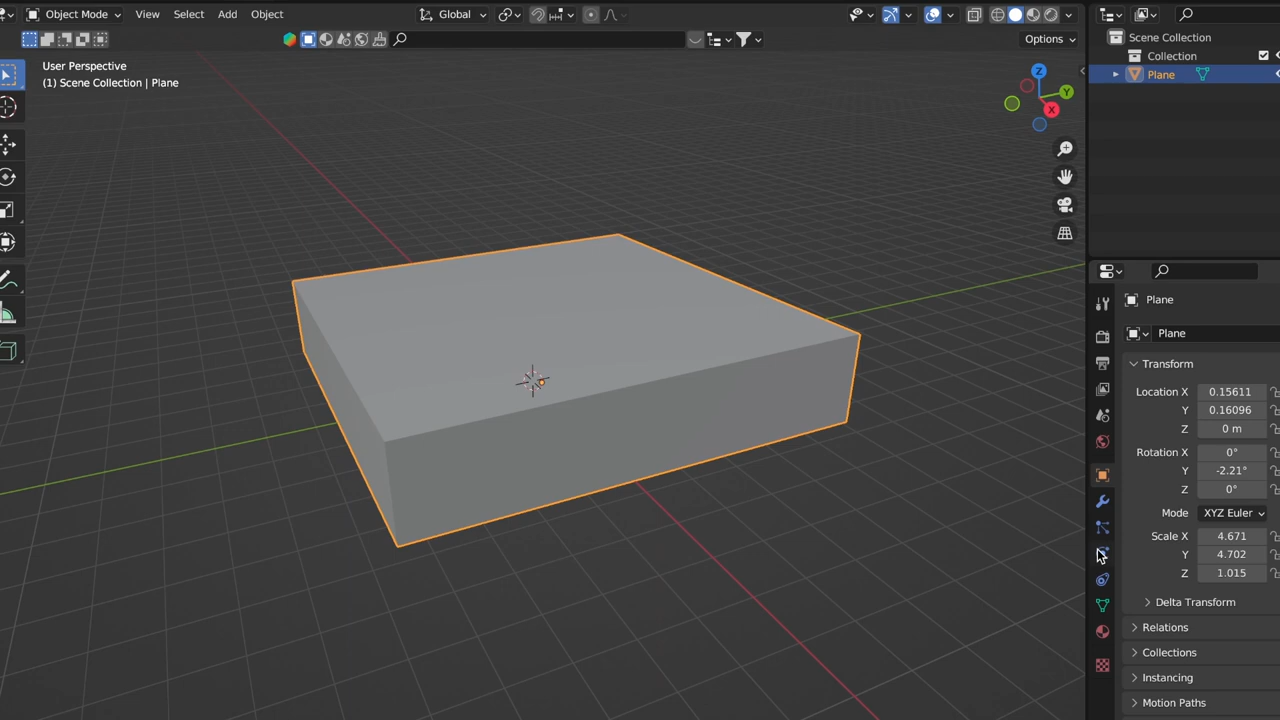 Object Mode View Select Add Object Global
Options
User Perspective
(1) Scene Collection | Plane
Z
Y
X
Scene Collection
Collection
Plane
Plane
Plane
Transform
Location X 0.15611
Y 0.16096
Z 0 m
Rotation X 0°
Y -2.21°
Z 0°
Mode XYZ Euler
Scale X 4.671
Y 4.702
Z 1.015
Delta Transform
Relations
Collections
Instancing
Motion Paths